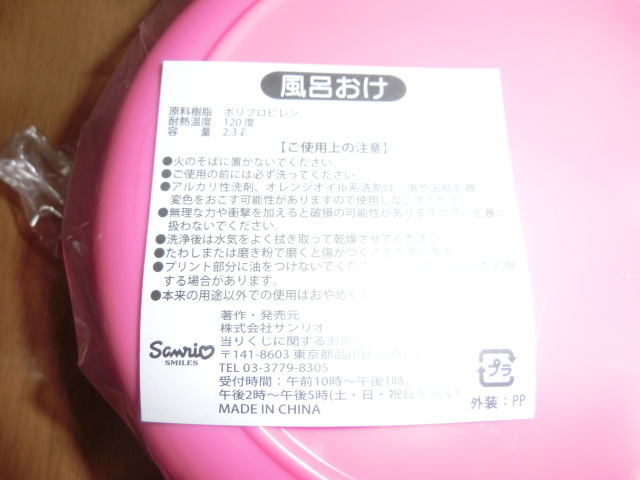 風呂おけ
原料樹脂 ポリプロピレン
耐熱温度 120度
容量 2.3ℓ
【ご使用上の注意】
●火のそばに置かないでください。
●ご使用の前には必ず洗ってください
●アルカリ性洗剤、オレンジオイル系洗剤は、傷や図柄剥離
変色をおこす可能性がありますので使用しないでく
●無理な力や衝撃を加えると破損の可能性がありますので、乱暴に
扱わないでください。
●洗浄後は水気をよく拭き取って乾燥させてください
●たわしまたは磨き粉で磨くと傷がつくことがあります
●プリント部分に油をつけないでくだ
する場合があります。
●本来の用途以外での使用はおやめく
著作・発売元
株式会社サンリオ
当りくじに関するお問
〒141-8603 東京都品川区
TEL 03-3779-8305
受付時間：午前10時〜午後1時、
午後2時〜午後5時(土・日・祝日を除く)
MADE IN CHINA
Sanrio
SMILES
プラ
外装：PP